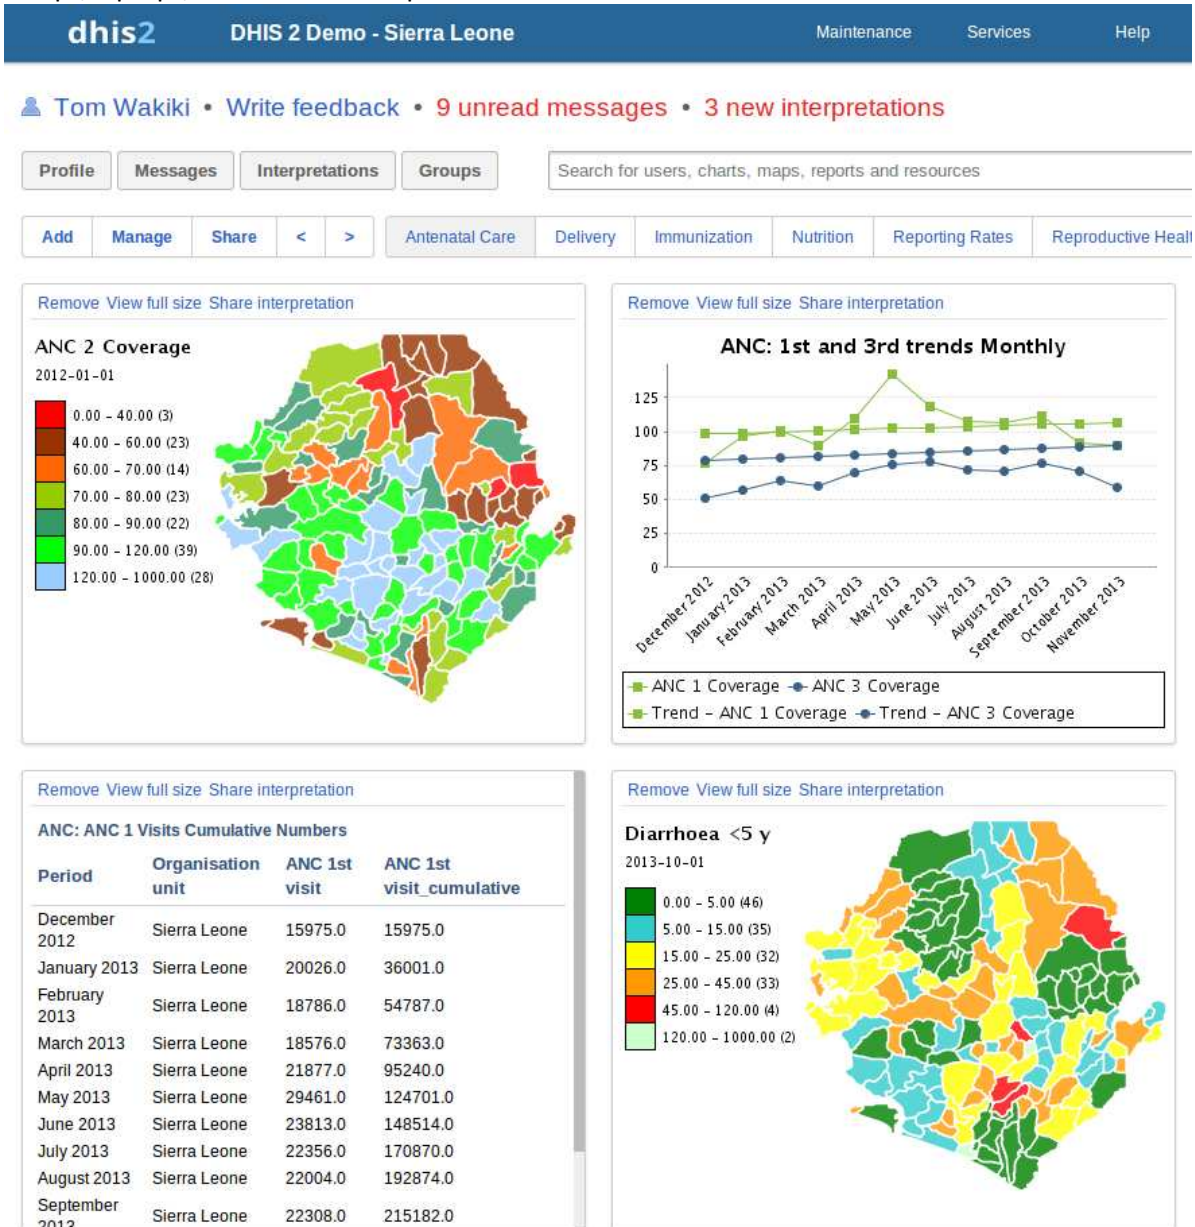 dhis2 DHIS 2 Demo - Sierra Leone Maintenance Services Help
Tom Wakiki • Write feedback • 9 unread messages • 3 new interpretations
Profile Messages Interpretations Groups Search for users, charts, maps, reports and resources
Add Manage Share < > Antenatal Care Delivery Immunization Nutrition Reporting Rates Reproductive Healt
Remove View full size Share interpretation
ANC 2 Coverage
2012-01-01
0.00 - 40.00 (3)
40.00 - 60.00 (23)
60.00 - 70.00 (14)
70.00 - 80.00 (23)
80.00 - 90.00 (22)
90.00 - 120.00 (39)
120.00 - 1000.00 (28)
Remove View full size Share interpretation
ANC: 1st and 3rd trends Monthly
125
100
75
50
25
0
December 2012
January 2013
February 2013
March 2013
April 2013
May 2013
June 2013
July 2013
August 2013
September 2013
October 2013
November 2013
ANC 1 Coverage ANC 3 Coverage
Trend - ANC 1 Coverage Trend - ANC 3 Coverage
Remove View full size Share interpretation
ANC: ANC 1 Visits Cumulative Numbers
Period Organisation unit ANC 1st visit ANC 1st visit_cumulative
December 2012 Sierra Leone 15975.0 15975.0
January 2013 Sierra Leone 20026.0 36001.0
February 2013 Sierra Leone 18786.0 54787.0
March 2013 Sierra Leone 18576.0 73363.0
April 2013 Sierra Leone 21877.0 95240.0
May 2013 Sierra Leone 29461.0 124701.0
June 2013 Sierra Leone 23813.0 148514.0
July 2013 Sierra Leone 22356.0 170870.0
August 2013 Sierra Leone 22004.0 192874.0
September 2013 Sierra Leone 22308.0 215182.0
Remove View full size Share interpretation
Diarrhoea <5 y
2013-10-01
0.00 - 5.00 (46)
5.00 - 15.00 (35)
15.00 - 25.00 (32)
25.00 - 45.00 (33)
45.00 - 120.00 (4)
120.00 - 1000.00 (2)